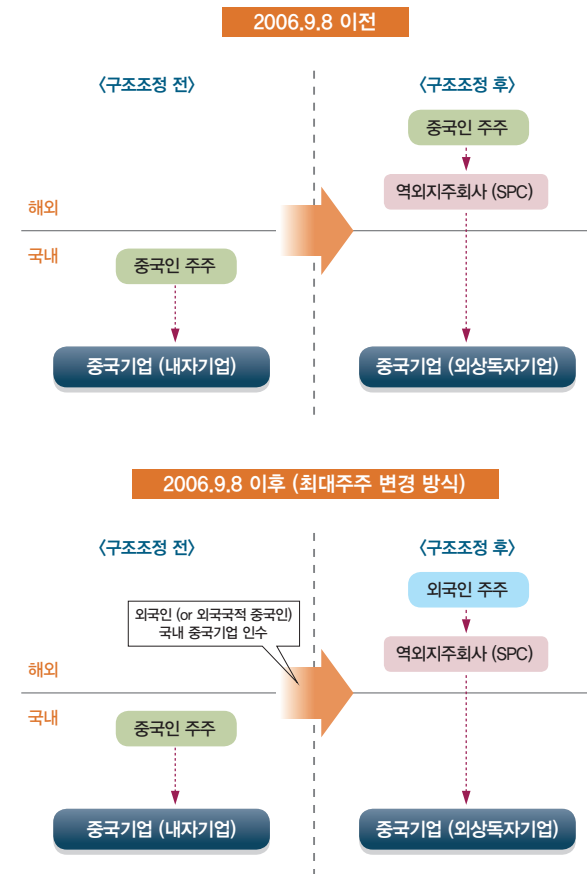 2006.9.8 이전
〈구조조정 전〉
〈구조조정 후〉
중국인 주주
역외지주회사 (SPC)
해외
국내
중국인 주주
중국기업 (내자기업)
중국기업 (외상독자기업)
2006.9.8 이후 (최대주주 변경 방식)
〈구조조정 전〉
〈구조조정 후〉
외국인 주주
외국인 (or 외국국적 중국인)
국내 중국기업 인수
역외지주회사 (SPC)
해외
국내
중국인 주주
중국기업 (내자기업)
중국기업 (외상독자기업)